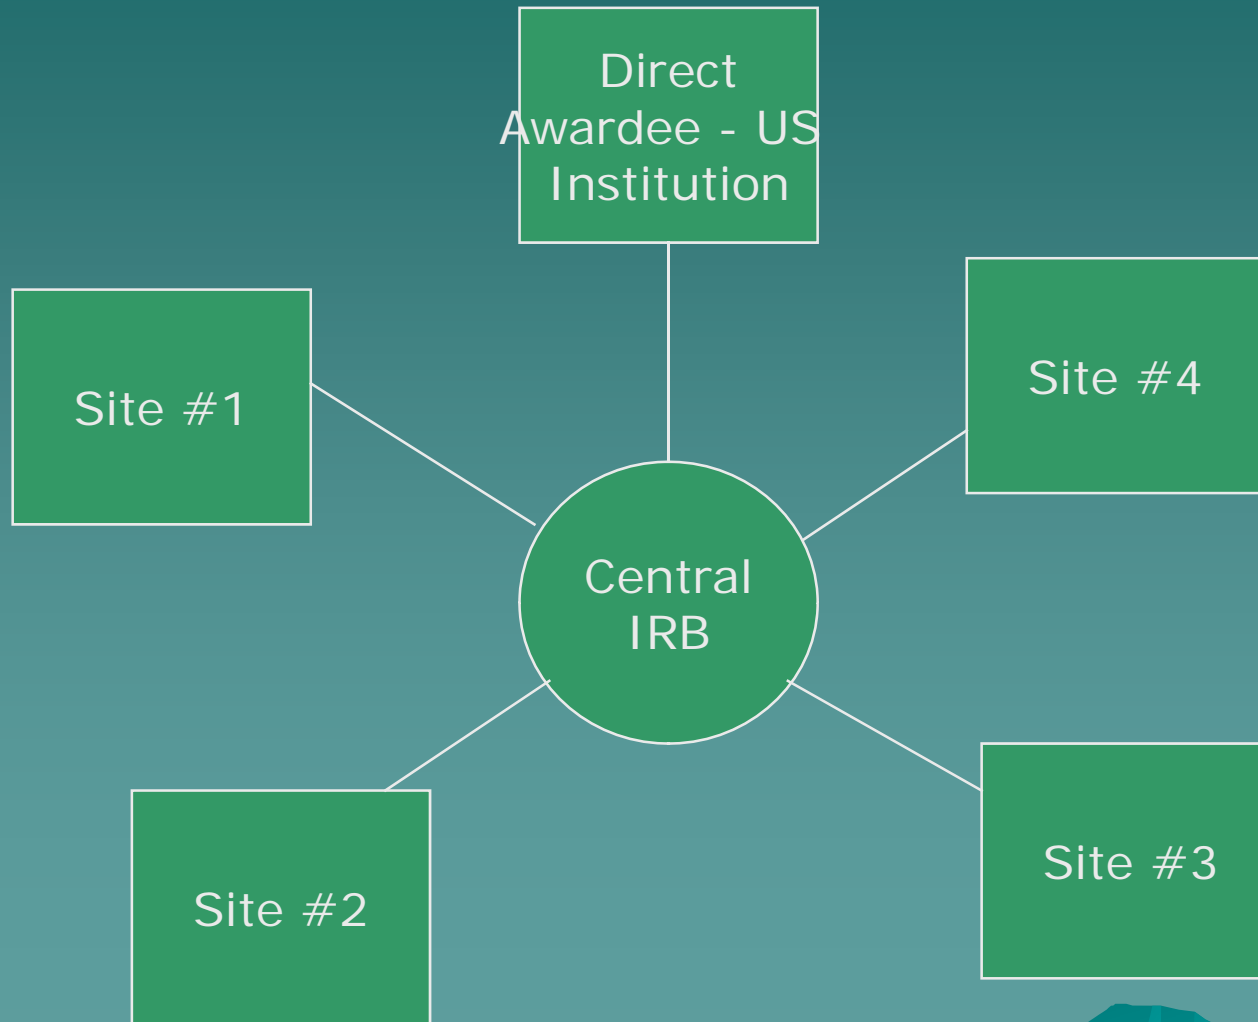 Direct
Awardee - US
Institution
Site #1
Site #4
Central
IRB
Site #2
Site #3